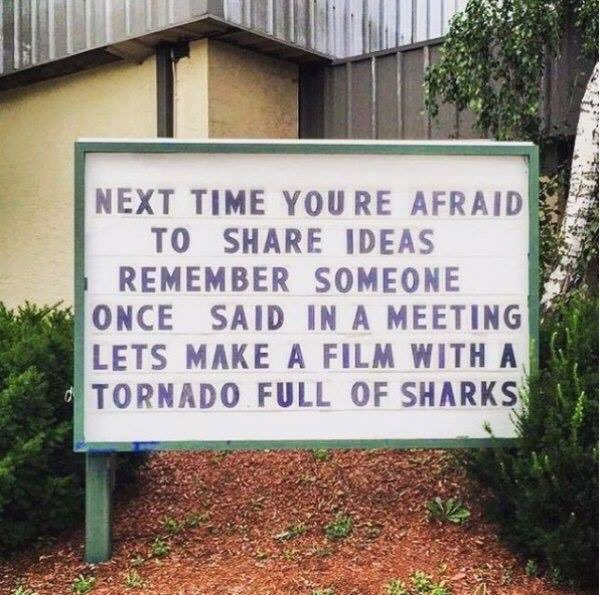 NEXT TIME YOURE AFRAID
TO SHARE IDEAS
REMEMBER SOMEONE
ONCE SAID IN A MEETING
LETS MAKE A FILM WITH A
TORNADO FULL OF SHARKS